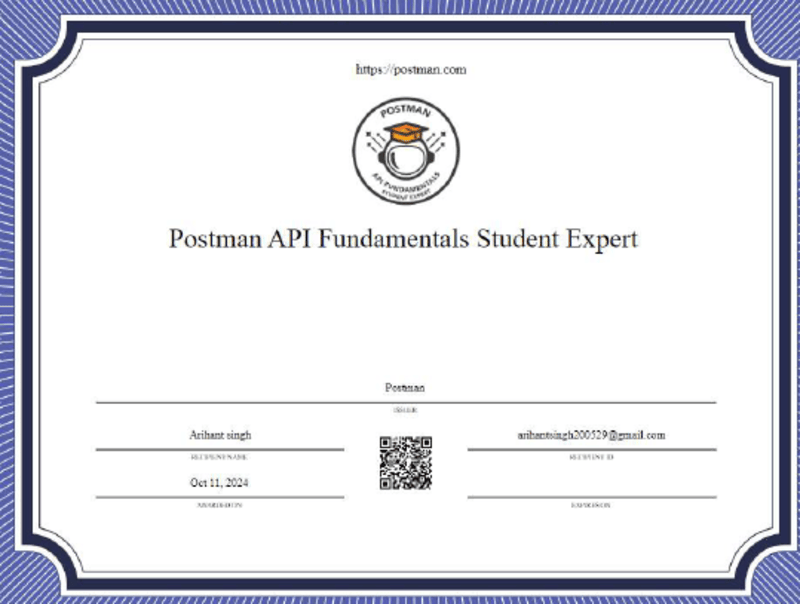 https://postman.com
POSTMAN
API FUNDAMENTALS
STUDENT EXPERT
Postman API Fundamentals Student Expert
Postman
ISSUER
Arihant singh
arihantsingh200529@gmail.com
RECIPIENT NAME
RECIPIENT ID
Oct 11, 2024
AWARDED ON
EXPIRES ON